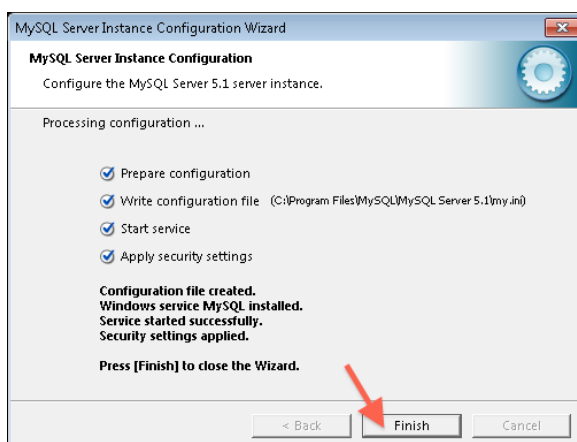 MySQL Server Instance Configuration Wizard
MySQL Server Instance Configuration
Configure the MySQL Server 5.1 server instance.
Processing configuration ...
Prepare configuration
Write configuration file (C:\Program Files\MySQL\MySQL Server 5.1\my.ini)
Start service
Apply security settings
Configuration file created.
Windows service MySQL installed.
Service started successfully.
Security settings applied.
Press [Finish] to close the Wizard.
< Back Finish Cancel